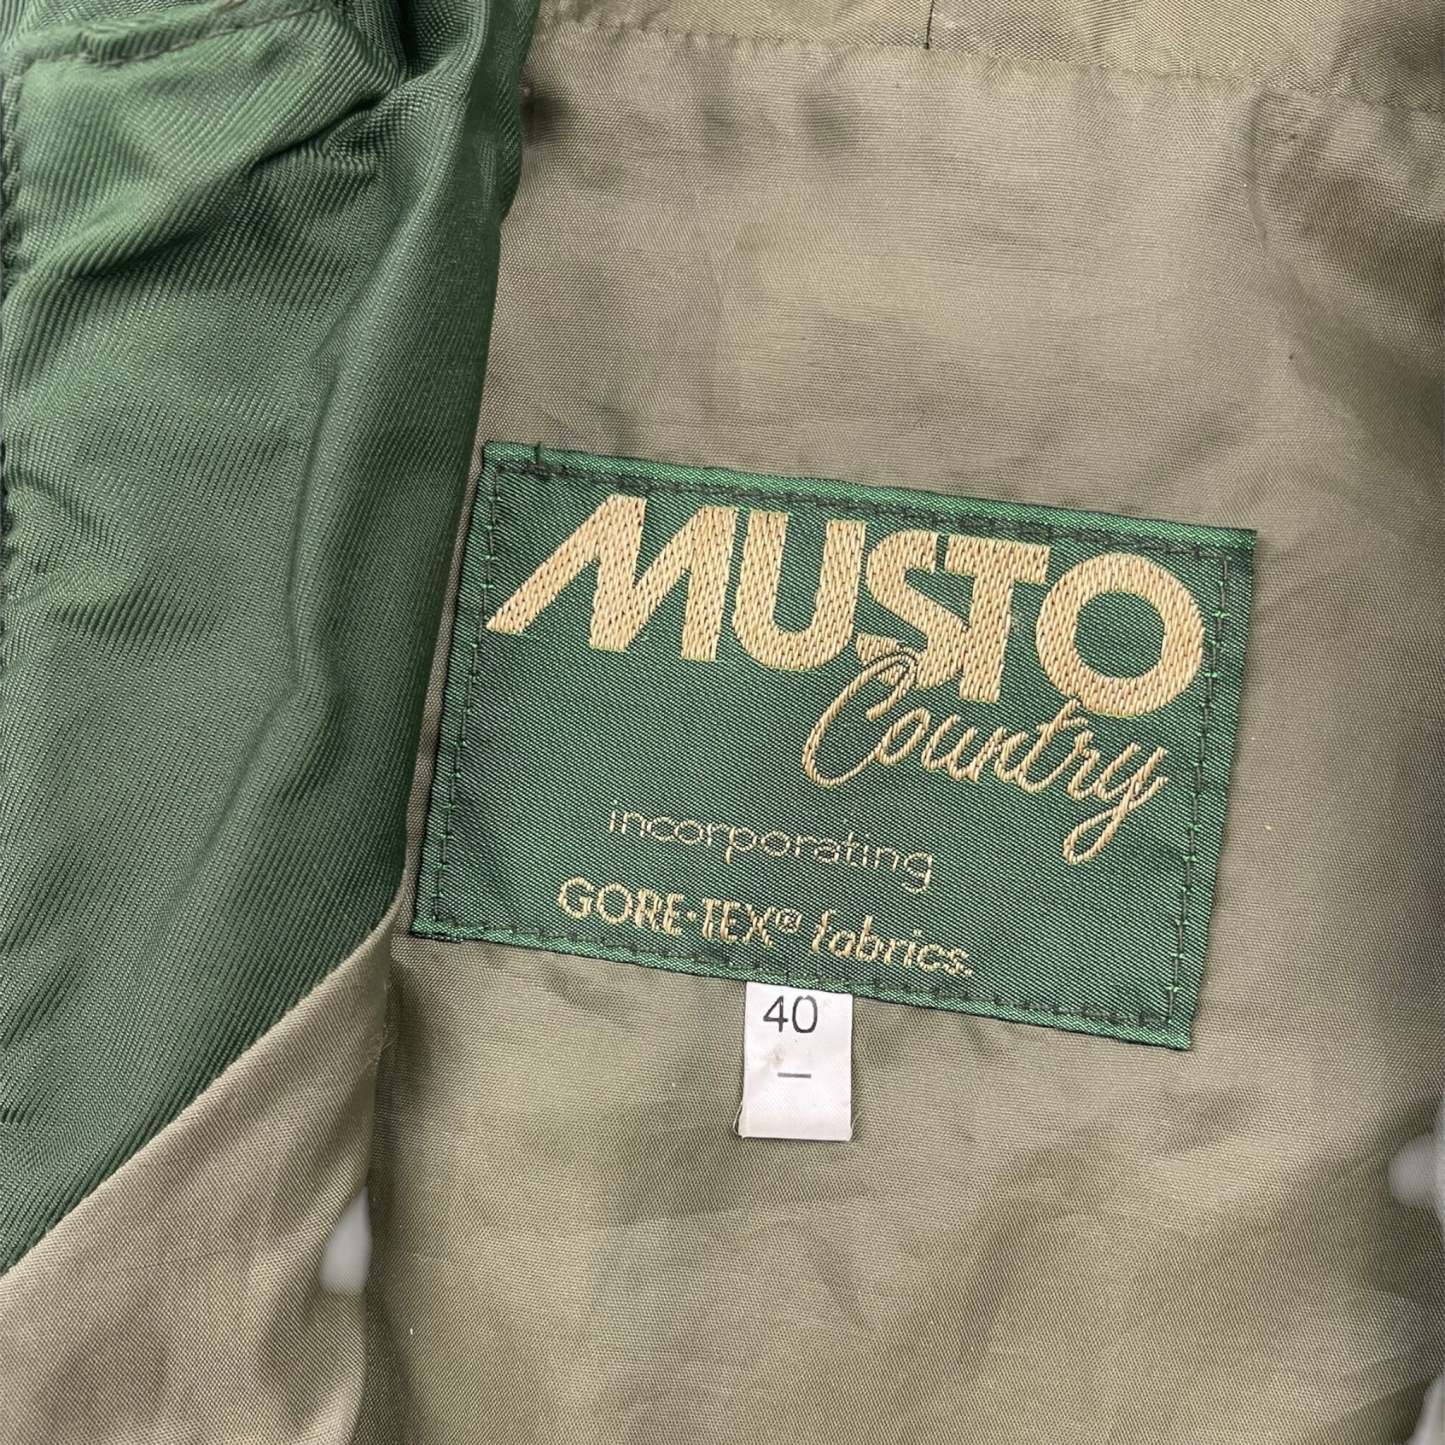 MUSTO
Country
incorporating
GORE-TEX® fabrics.
40
—